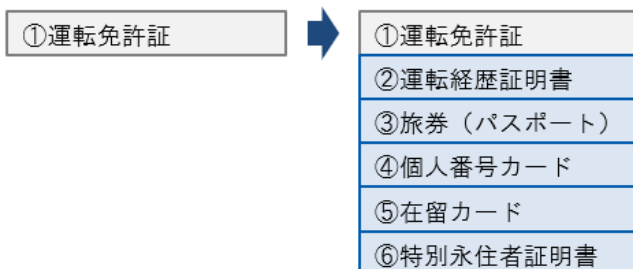 ①運転免許証
①運転免許証
②運転経歴証明書
③旅券（パスポート）
④個人番号カード
⑤在留カード
⑥特別永住者証明書